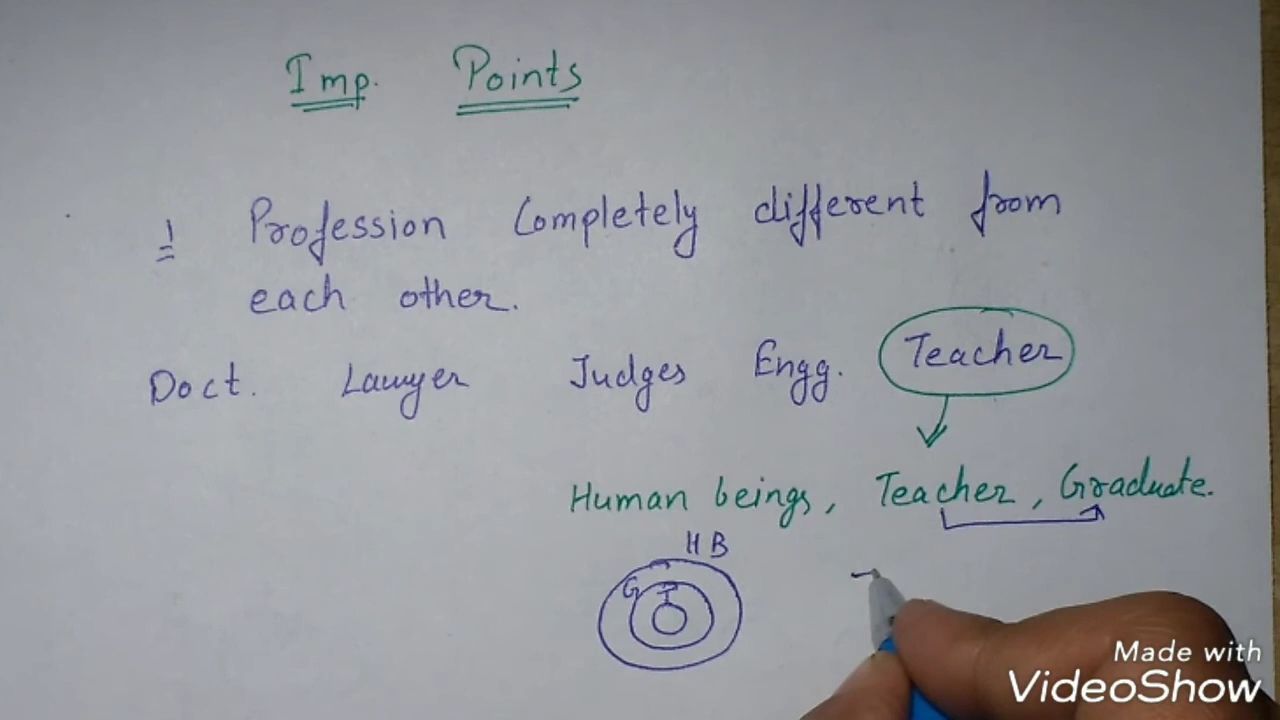 Imp. Points
1 Profession Completely different from
each other.
Doct. Lawyer Judges Engg. Teacher
Human beings, Teacher, Graduate.
H B
G T
Made with
VideoShow